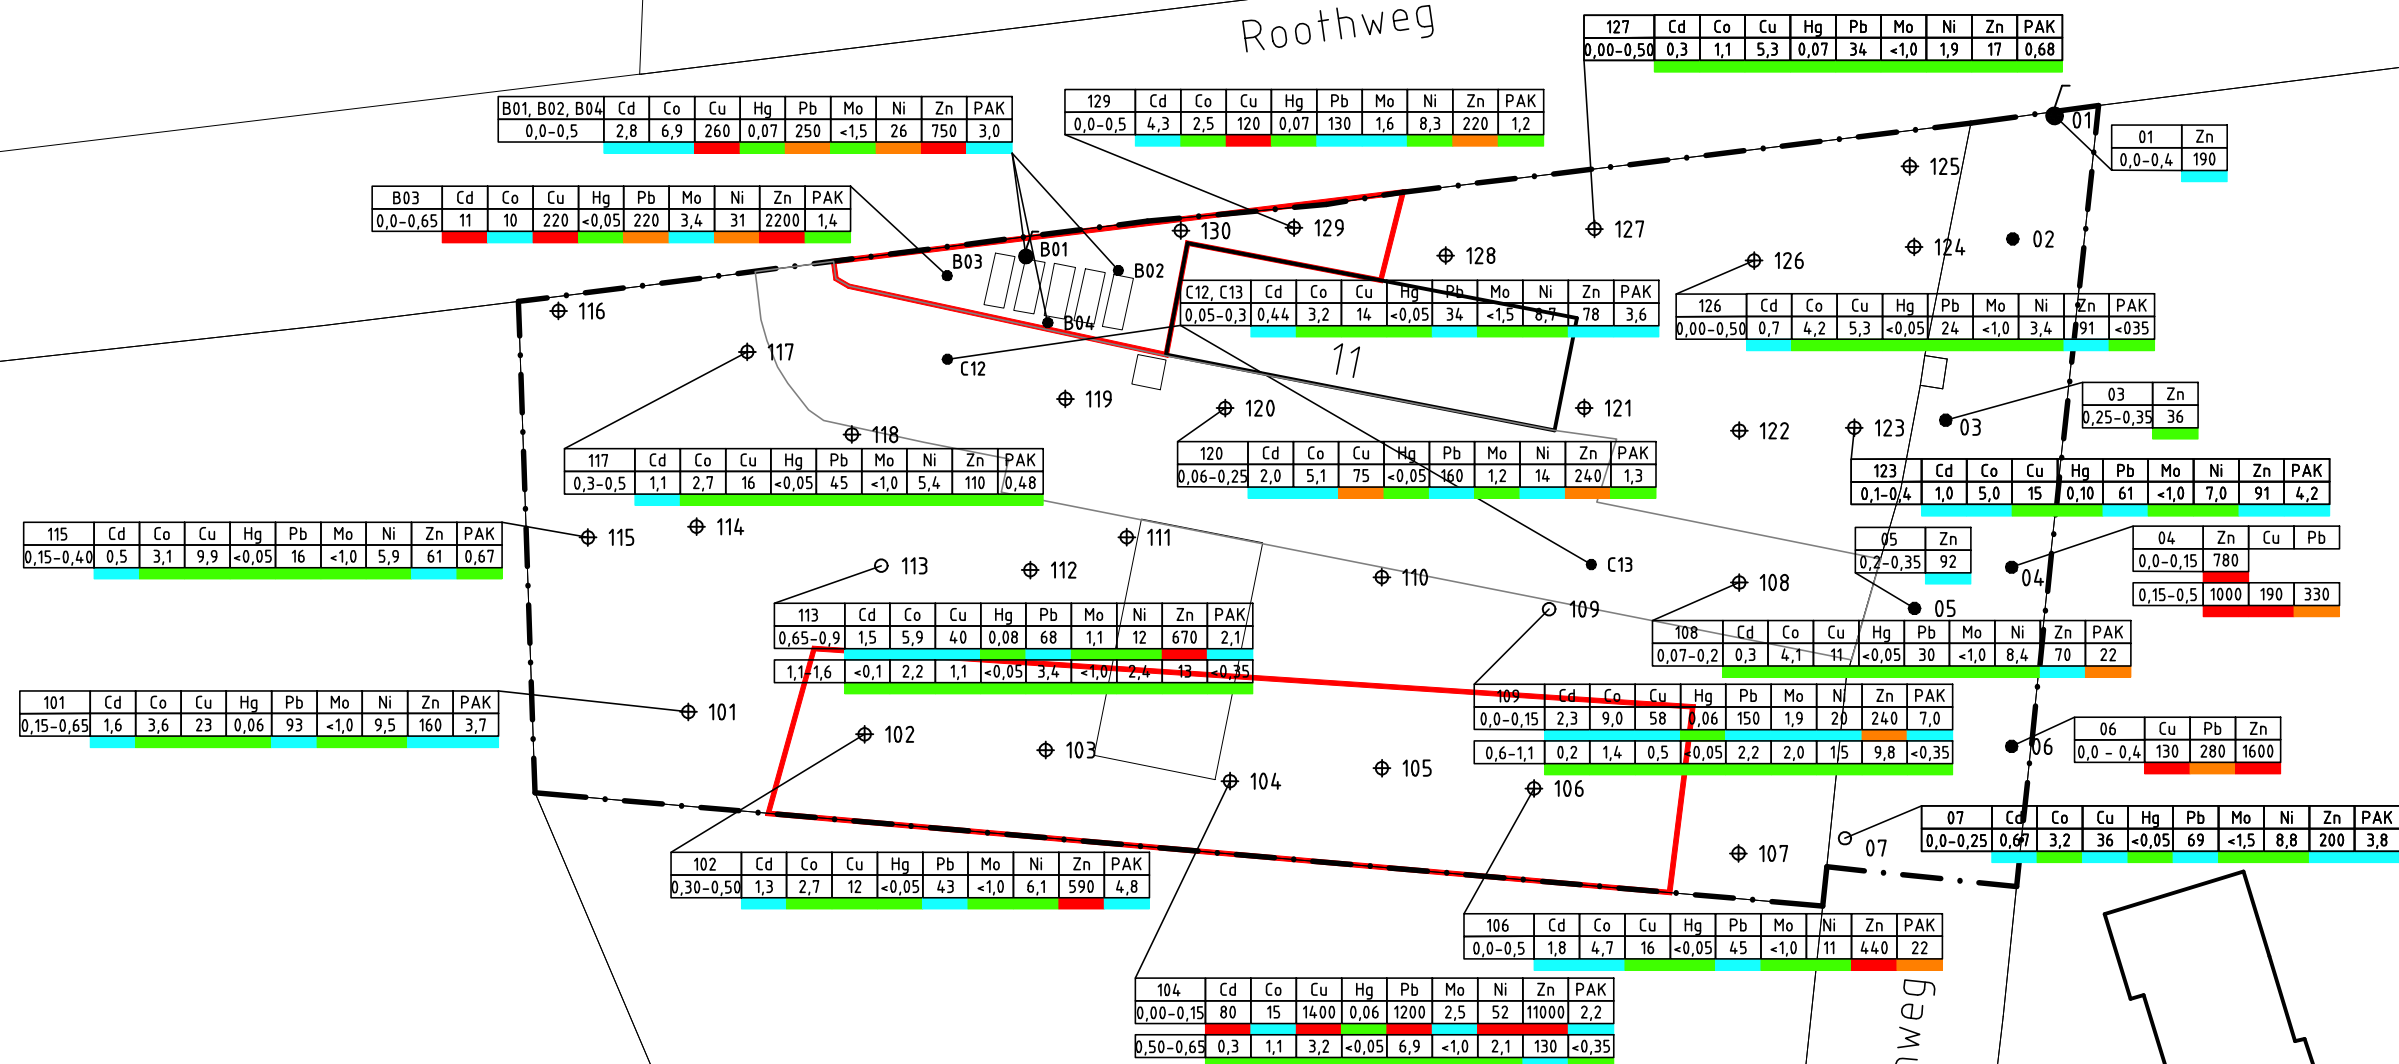 Roothweg
127 Cd Co Cu Hg Pb Mo Ni Zn PAK
0,00-0,50 0,3 1,1 5,3 0,07 34 <1,0 1,9 17 0,68
B01, B02, B04 Cd Co Cu Hg Pb Mo Ni Zn PAK
0,0-0,5 2,8 6,9 260 0,07 250 <1,5 26 750 3,0
129 Cd Co Cu Hg Pb Mo Ni Zn PAK
0,0-0,5 4,3 2,5 120 0,07 130 1,6 8,3 220 1,2
01
01 Zn
0,0-0,4 190
125
B03 Cd Co Cu Hg Pb Mo Ni Zn PAK
0,0-0,65 11 10 220 <0,05 220 3,4 31 2200 1,4
130
129
127
02
B01
124
128
126
B03
B02
C12, C13 Cd Co Cu Hg Pb Mo Ni Zn PAK
0,05-0,3 0,44 3,2 14 <0,05 34 <1,5 8,7 78 3,6
126 Cd Co Cu Hg Pb Mo Ni Zn PAK
0,00-0,50 0,7 4,2 5,3 <0,05 24 <1,0 3,4 91 <035
116
B04
117
11
C12
119
120
121
03 Zn
0,25-0,35 36
118
122
123
03
117 Cd Co Cu Hg Pb Mo Ni Zn PAK
0,3-0,5 1,1 2,7 16 <0,05 45 <1,0 5,4 110 0,48
120 Cd Co Cu Hg Pb Mo Ni Zn PAK
0,06-0,25 2,0 5,1 75 <0,05 160 1,2 14 240 1,3
123 Cd Co Cu Hg Pb Mo Ni Zn PAK
0,1-0,4 1,0 5,0 15 0,10 61 <1,0 7,0 91 4,2
115 Cd Co Cu Hg Pb Mo Ni Zn PAK
0,15-0,40 0,5 3,1 9,9 <0,05 16 <1,0 5,9 61 0,67
115
114
111
05 Zn
0,2-0,35 92
04 Zn Cu Pb
0,0-0,15 780
0,15-0,5 1000 190 330
113
112
110
C13
108
04
109
05
113 Cd Co Cu Hg Pb Mo Ni Zn PAK
0,65-0,9 1,5 5,9 40 0,08 68 1,1 12 670 2,1
1,1-1,6 <0,1 2,2 1,1 <0,05 3,4 <1,0 2,4 13 <0,35
108 Cd Co Cu Hg Pb Mo Ni Zn PAK
0,07-0,2 0,3 4,1 11 <0,05 30 <1,0 8,4 70 22
101 Cd Co Cu Hg Pb Mo Ni Zn PAK
0,15-0,65 1,6 3,6 23 0,06 93 <1,0 9,5 160 3,7
101
109 Cd Co Cu Hg Pb Mo Ni Zn PAK
0,0-0,15 2,3 9,0 58 0,06 150 1,9 20 240 7,0
0,6-1,1 0,2 1,4 0,5 <0,05 2,2 2,0 1,5 9,8 <0,35
102
103
06
06 Cu Pb Zn
0,0 - 0,4 130 280 1600
104
105
106
107
07
07 Cd Co Cu Hg Pb Mo Ni Zn PAK
0,0-0,25 0,67 3,2 36 <0,05 69 <1,5 8,8 200 3,8
102 Cd Co Cu Hg Pb Mo Ni Zn PAK
0,30-0,50 1,3 2,7 12 <0,05 43 <1,0 6,1 590 4,8
106 Cd Co Cu Hg Pb Mo Ni Zn PAK
0,0-0,5 1,8 4,7 16 <0,05 45 <1,0 11 440 22
104 Cd Co Cu Hg Pb Mo Ni Zn PAK
0,00-0,15 80 15 1400 0,06 1200 2,5 52 11000 2,2
0,50-0,65 0,3 1,1 3,2 <0,05 6,9 <1,0 2,1 130 <0,35